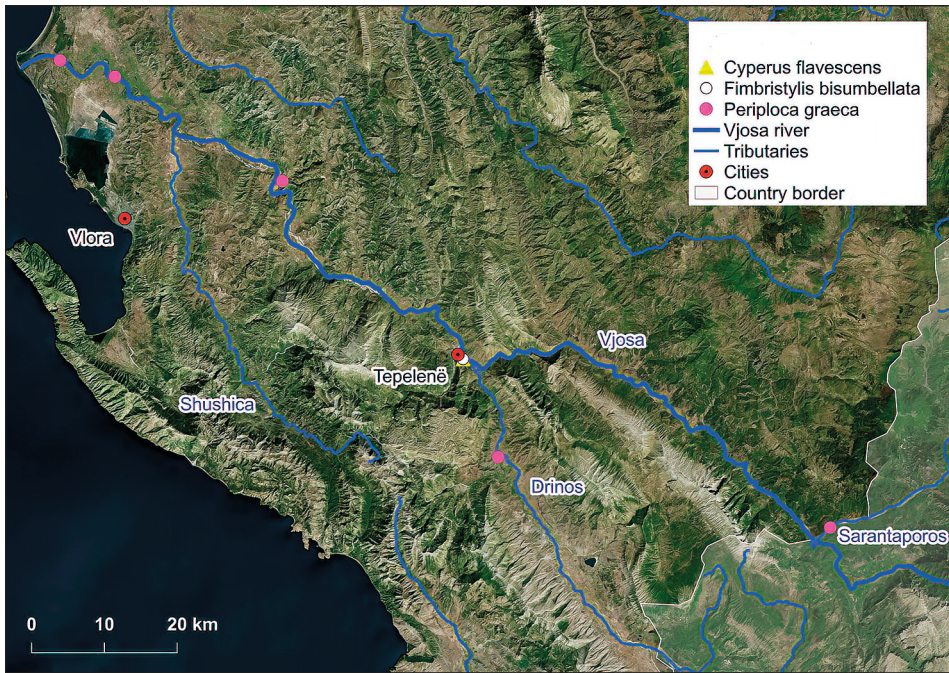 Cyperus flavescens
Fimbristylis bisumbellata
Periploca graeca
Vjosa river
Tributaries
Cities
Country border
Vlora
Vjosa
Tepelenë
Shushica
Drinos
Sarantaporos
0 10 20 km